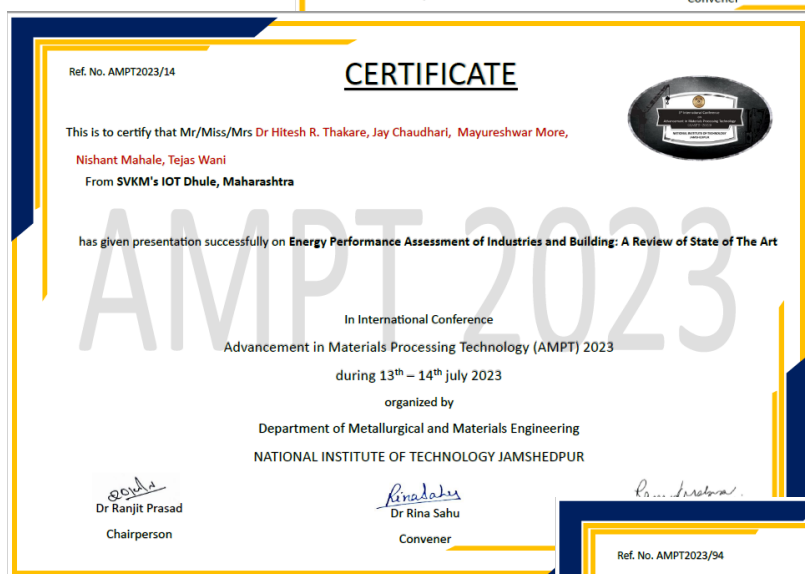 Convener
Ref. No. AMPT2023/14
CERTIFICATE
This is to certify that Mr/Miss/Mrs Dr Hitesh R. Thakare, Jay Chaudhari, Mayureshwar More,
Nishant Mahale, Tejas Wani
From SVKM's IOT Dhule, Maharashtra
AMPT 2023
has given presentation successfully on Energy Performance Assessment of Industries and Building: A Review of State of The Art
In International Conference
Advancement in Materials Processing Technology (AMPT) 2023
during 13th – 14th july 2023
organized by
Department of Metallurgical and Materials Engineering
NATIONAL INSTITUTE OF TECHNOLOGY JAMSHEDPUR
Rina Sahu
Dr Ranjit Prasad
Dr Rina Sahu
Chairperson
Convener
Ref. No. AMPT2023/94